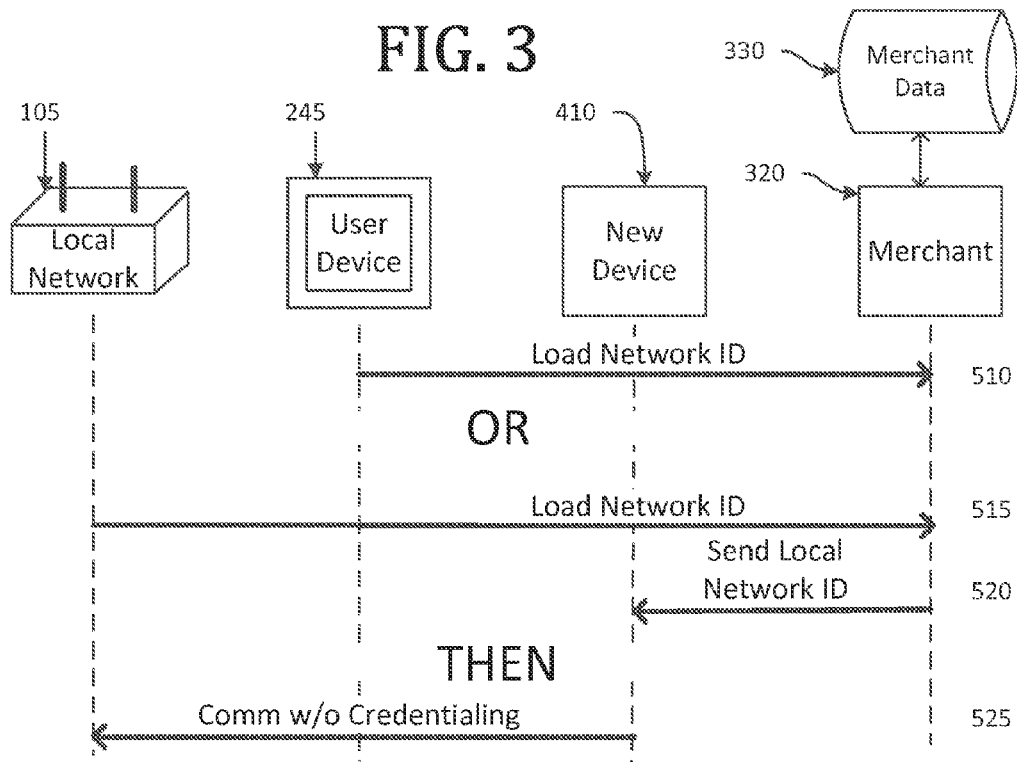 FIG. 3
330
Merchant
Data
105
245
410
320
Local
Network
User
Device
New
Device
Merchant
Load Network ID
510
OR
Load Network ID
515
Send Local
Network ID
520
THEN
Comm w/o Credentialing
525